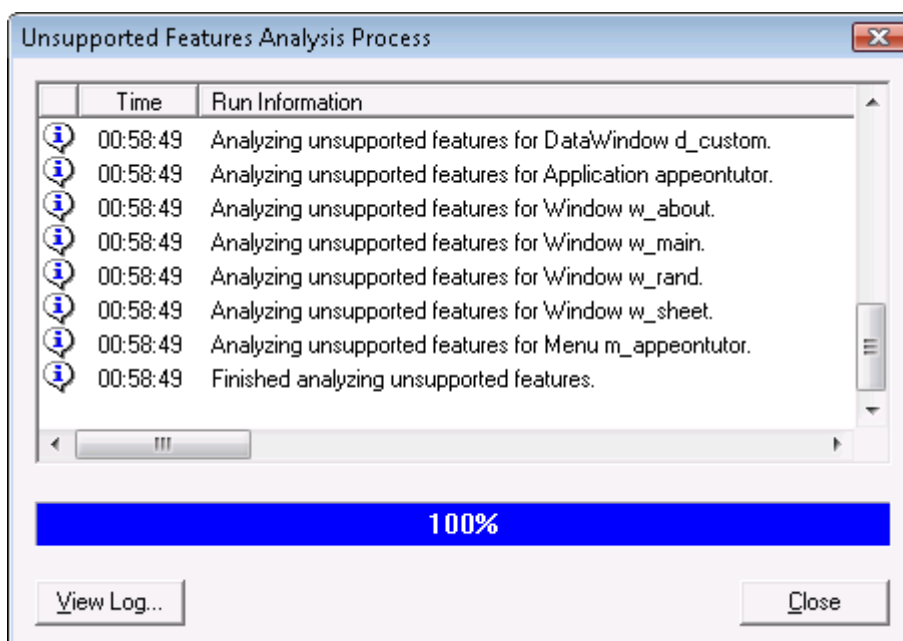 Unsupported Features Analysis Process
Time Run Information
00:58:49 Analyzing unsupported features for DataWindow d_custom.
00:58:49 Analyzing unsupported features for Application appeontutor.
00:58:49 Analyzing unsupported features for Window w_about.
00:58:49 Analyzing unsupported features for Window w_main.
00:58:49 Analyzing unsupported features for Window w_rand.
00:58:49 Analyzing unsupported features for Window w_sheet.
00:58:49 Analyzing unsupported features for Menu m_appeontutor.
00:58:49 Finished analyzing unsupported features.
100%
View Log... Close